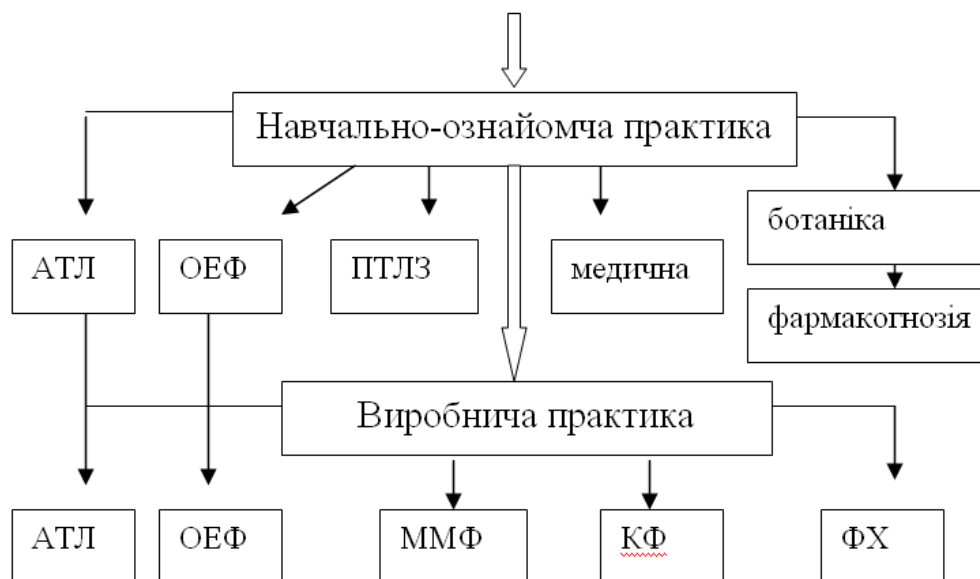 Навчально-ознайомча практика
ботаніка
АТЛ
ОЕФ
ПТЛЗ
медична
фармакогнозія
Виробнича практика
АТЛ
ОЕФ
ММФ
КФ
ФХ